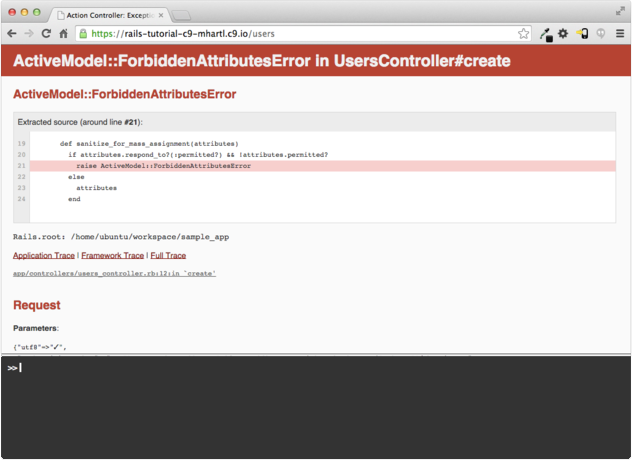 Action Controller: Exceptio
https://rails-tutorial-c9-mhartl.c9.io/users
ActiveModel::ForbiddenAttributesError in UsersController#create
ActiveModel::ForbiddenAttributesError
Extracted source (around line #21):
19 def sanitize_for_mass_assignment(attributes)
20 if attributes.respond_to?(:permitted?) && !attributes.permitted?
21 raise ActiveModel::ForbiddenAttributesError
22 else
23 attributes
24 end
Rails.root: /home/ubuntu/workspace/sample_app
Application Trace | Framework Trace | Full Trace
app/controllers/users_controller.rb:12:in `create'
Request
Parameters:
{"utf8"=>"✓",
>>